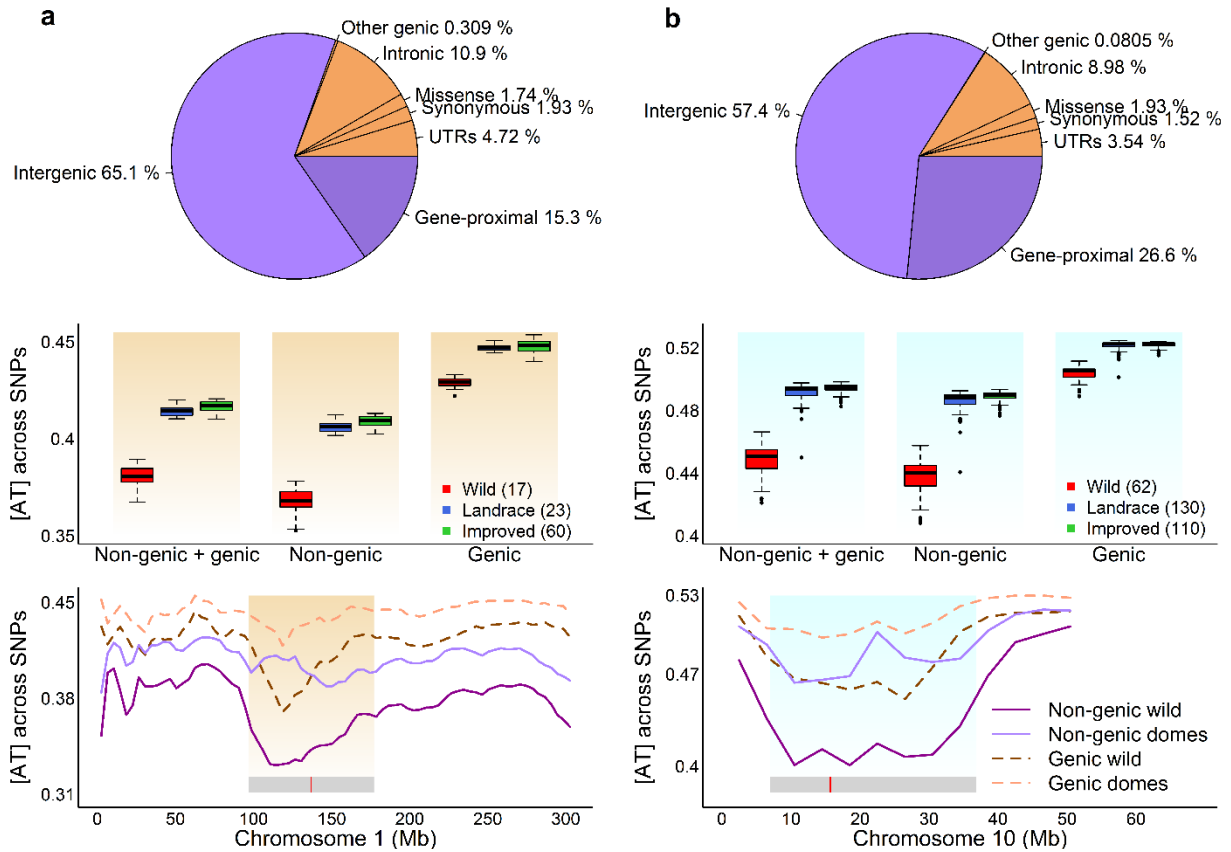 a
Other genic 0.309 %
Intronic 10.9 %
Missense 1.74 %
Synonymous 1.93 %
UTRs 4.72 %
Intergenic 65.1 %
Gene-proximal 15.3 %
b
Other genic 0.0805 %
Intronic 8.98 %
Missense 1.93 %
Synonymous 1.52 %
UTRs 3.54 %
Intergenic 57.4 %
Gene-proximal 26.6 %
[AT] across SNPs
0.45
0.4
0.35
Wild (17)
Landrace (23)
Improved (60)
Non-genic + genic
Non-genic
Genic
[AT] across SNPs
0.52
0.48
0.44
0.4
Wild (62)
Landrace (130)
Improved (110)
Non-genic + genic
Non-genic
Genic
[AT] across SNPs
0.45
0.38
0.31
0 50 100 150 200 250 300
Chromosome 1 (Mb)
[AT] across SNPs
0.53
0.47
0.4
Non-genic wild
Non-genic domes
Genic wild
Genic domes
0 10 20 30 40 50 60
Chromosome 10 (Mb)